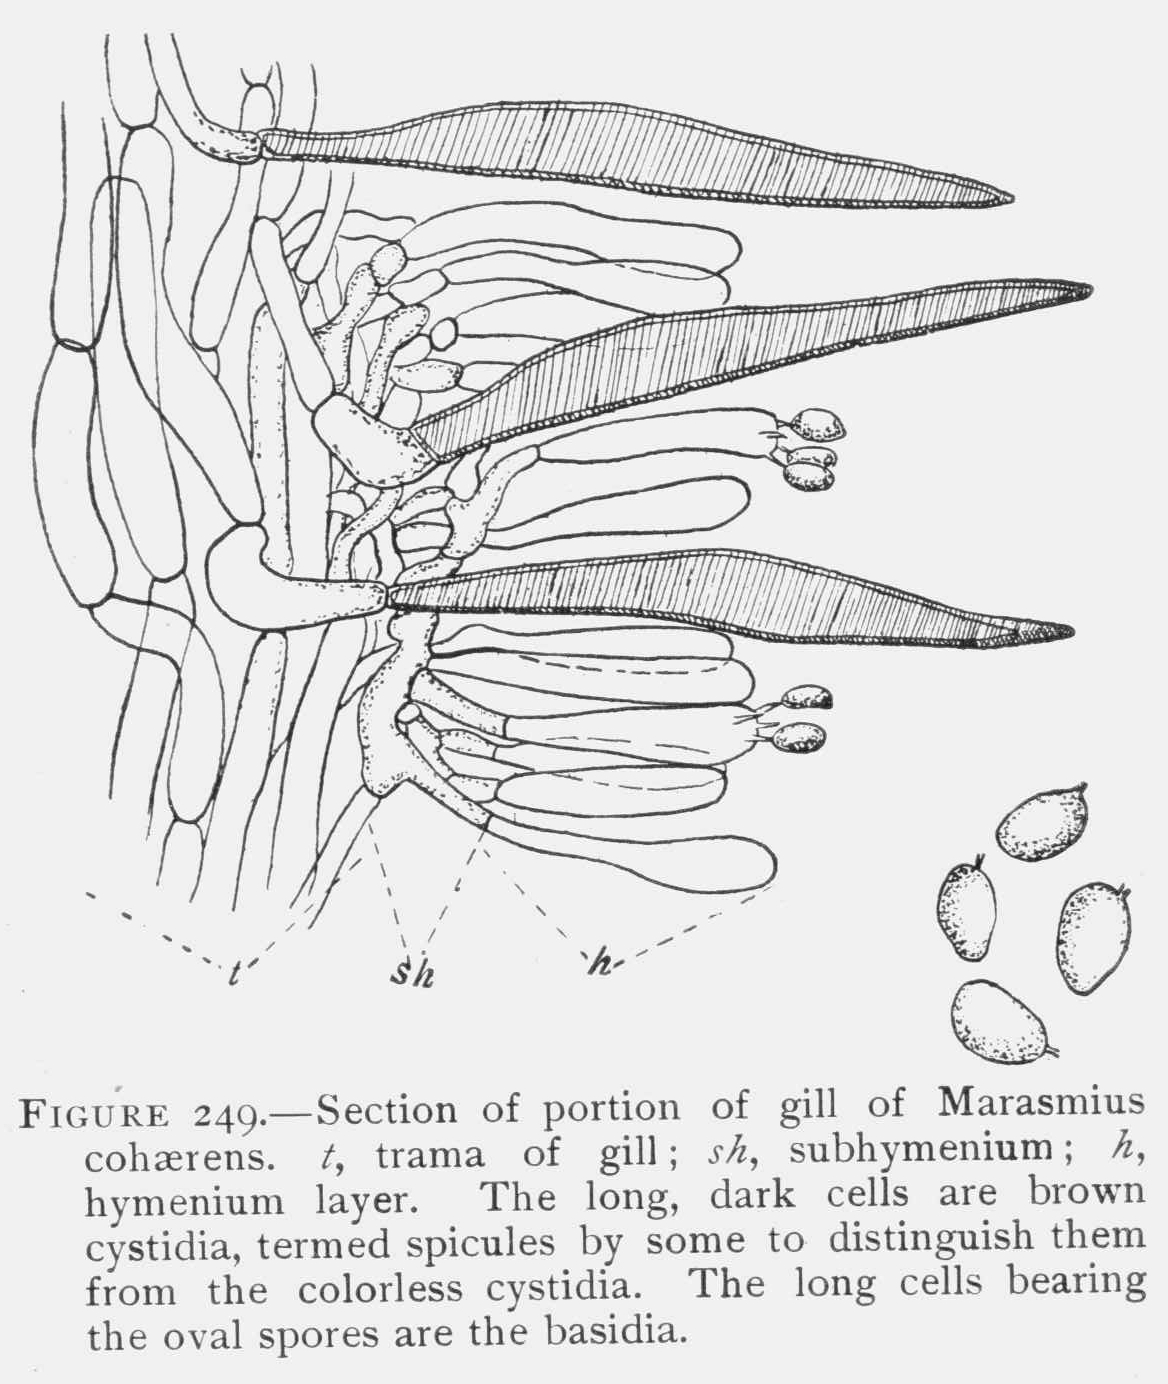 t
sh
h
FIGURE 249.—Section of portion of gill of Marasmius
cohærens. t, trama of gill; sh, subhymenium; h,
hymenium layer. The long, dark cells are brown
cystidia, termed spicules by some to distinguish them
from the colorless cystidia. The long cells bearing
the oval spores are the basidia.